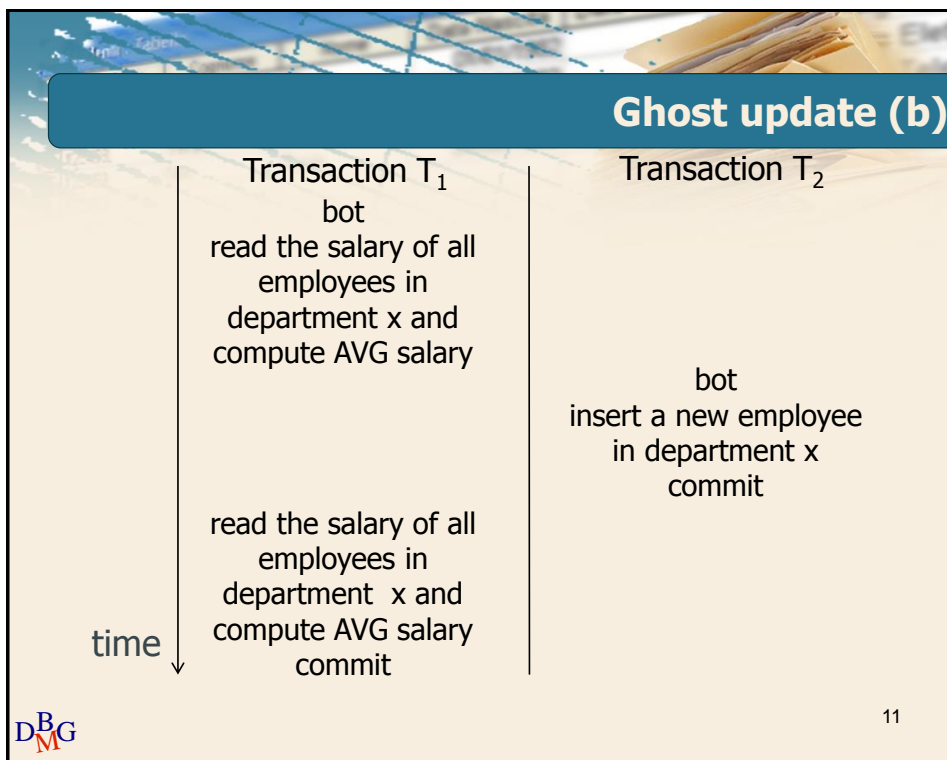 Ghost update (b)
Transaction T₁
bot
read the salary of all
employees in
department x and
compute AVG salary
read the salary of all
employees in
department x and
compute AVG salary
commit
Transaction T₂
bot
insert a new employee
in department x
commit
time
DBMG
11